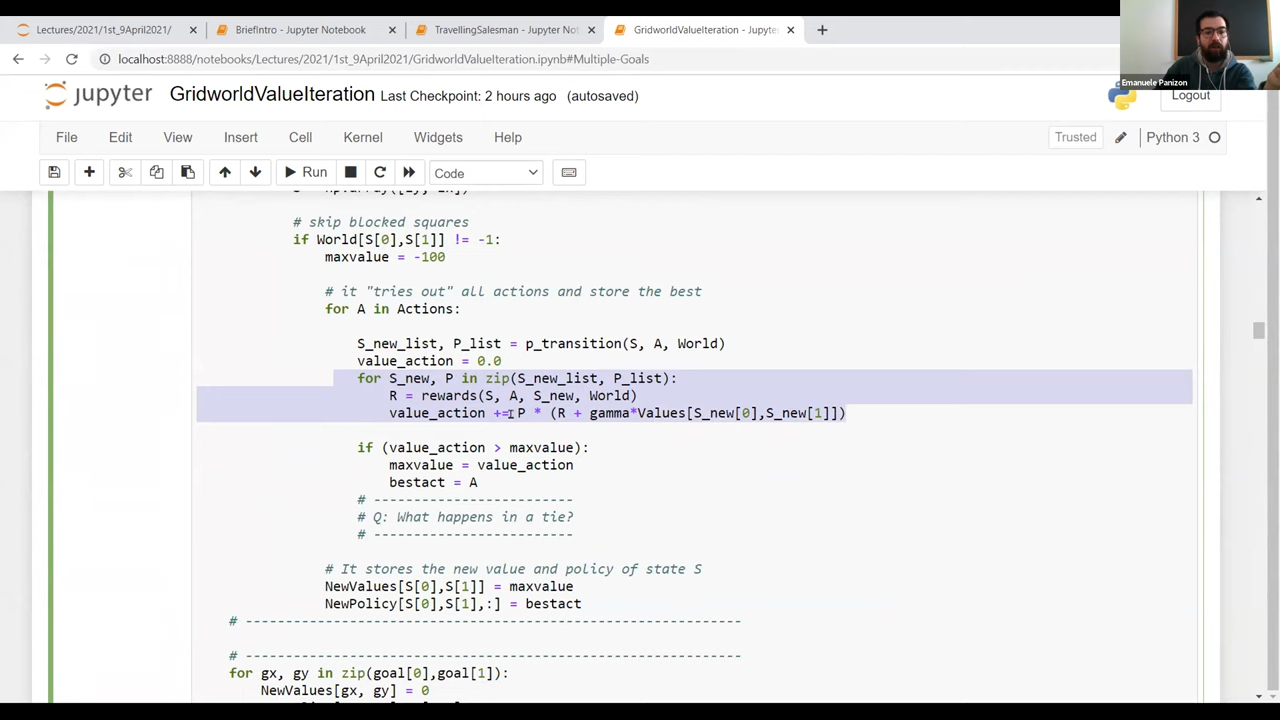 Lectures/2021/1st_9April2021/
BriefIntro - Jupyter Notebook
TravellingSalesman - Jupyter Not
GridworldValueIteration - Jupyte
localhost:8888/notebooks/Lectures/2021/1st_9April2021/GridworldValueIteration.ipynb#Multiple-Goals
Emanuele Panizon
jupyter GridworldValueIteration Last Checkpoint: 2 hours ago (autosaved)
Logout
File Edit View Insert Cell Kernel Widgets Help
Trusted Python 3
Run Code
# skip blocked squares
if World[S[0],S[1]] != -1:
maxvalue = -100
# it "tries out" all actions and store the best
for A in Actions:
S_new_list, P_list = p_transition(S, A, World)
value_action = 0.0
for S_new, P in zip(S_new_list, P_list):
R = rewards(S, A, S_new, World)
value_action += P * (R + gamma*Values[S_new[0],S_new[1]])
if (value_action > maxvalue):
maxvalue = value_action
bestact = A
# -------------------------
# Q: What happens in a tie?
# -------------------------
# It stores the new value and policy of state S
NewValues[S[0],S[1]] = maxvalue
NewPolicy[S[0],S[1],:] = bestact
# --------------------------------------------------------------
# --------------------------------------------------------------
for gx, gy in zip(goal[0],goal[1]):
NewValues[gx, gy] = 0